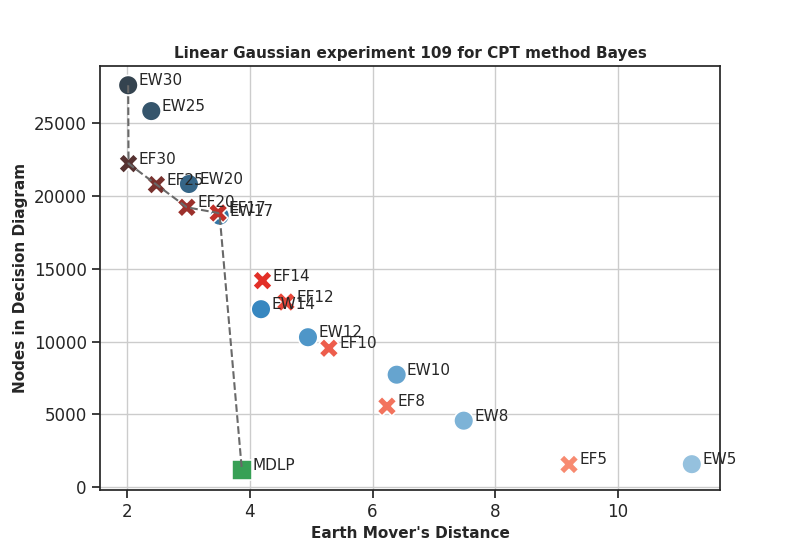 Linear Gaussian experiment 109 for CPT method Bayes
Nodes in Decision Diagram
25000
20000
15000
10000
5000
0
EW30
EW25
EF30
EF25
EW20
EF20
EF17
EW17
EF14
EF12
EW14
EW12
EF10
EW10
EF8
EW8
MDLP
EF5
EW5
2
4
6
8
10
Earth Mover's Distance